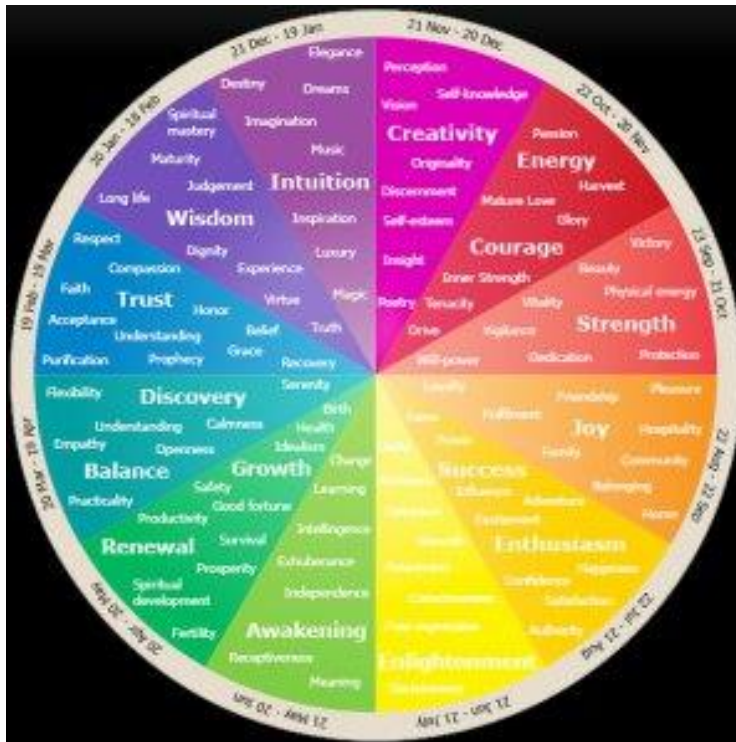 21 Nov - 20 Dec
Perception
Self-knowledge
Vision
Creativity
Originality
Discernment
Self-esteem
Insight
Poetry
22 Oct - 20 Nov
Passion
Energy
Harvest
Mature Love
Glory
Courage
Inner Strength
Tenacity
Drive
23 Sep - 21 Oct
Victory
Beauty
Physical energy
Vitality
Strength
Vigilance
Dedication
Protection
Will-power
22 Aug - 22 Sep
Loyalty
Friendship
Pleasure
Fulfilment
Joy
Hospitality
Family
Community
Belonging
Home
22 Jul - 21 Aug
Success
Influence
Adventure
Excitement
Enthusiasm
Happiness
Confidence
Satisfaction
Authority
21 Jun - 21 July
Enlightenment
21 May - 20 Jun
Birth
Health
Idealism
Change
Learning
Intelligence
Exhuberance
Independence
Awakening
Receptiveness
Meaning
20 Apr - 20 May
Growth
Safety
Good fortune
Productivity
Renewal
Survival
Prosperity
Spiritual
development
Fertility
20 Mar - 19 Apr
Serenity
Flexibility
Discovery
Understanding
Calmness
Empathy
Openness
Balance
Practicality
19 Feb - 19 Mar
Respect
Compassion
Faith
Trust
Honor
Acceptance
Understanding
Belief
Purification
Prophecy
Grace
Recovery
20 Jan - 18 Feb
Spiritual
mastery
Maturity
Judgement
Long life
Wisdom
Dignity
Experience
Virtue
Truth
21 Dec - 19 Jan
Elegance
Destiny
Dreams
Imagination
Music
Intuition
Inspiration
Luxury
Magic